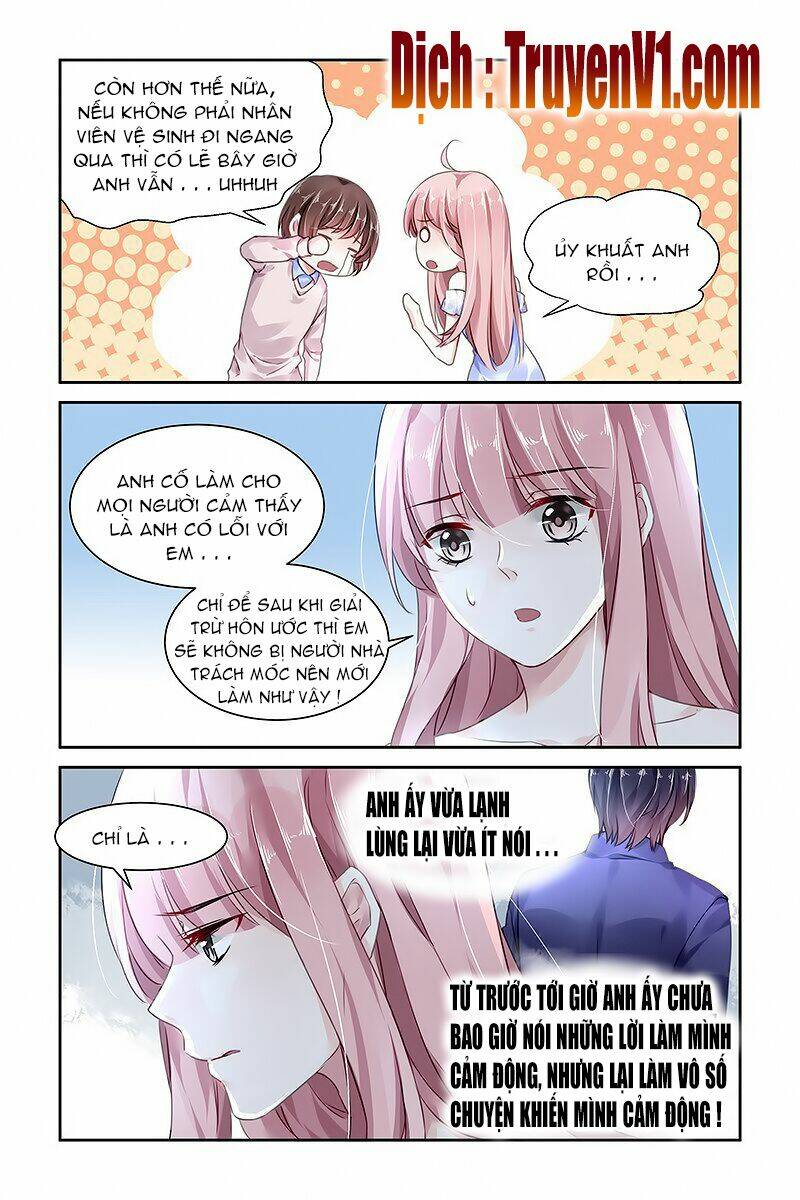 Dịch : TruyenV1.com
CÒN HƠN THẾ NỮA,
NẾU KHÔNG PHẢI NHÂN
VIÊN VỆ SINH ĐI NGANG
QUA THÌ CÓ LẼ BÂY GIỜ
ANH VẪN . . . UHHUH
ỦY KHUẤT ANH
RỒI . . .
ANH CỐ LÀM CHO
MỌI NGƯỜI CẢM THẤY
LÀ ANH CÓ LỖI VỚI
EM . . .
CHỈ ĐỂ SAU KHI GIẢI
TRỪ HÔN ƯỚC THÌ EM
SẼ KHÔNG BỊ NGƯỜI NHÀ
TRÁCH MÓC NÊN MỚI
LÀM NHƯ VẬY !
CHỈ LÀ . . .
ANH ẤY VỪA LẠNH
LÙNG LẠI VỪA ÍT NÓI . . .
TỪ TRƯỚC TỚI GIỜ ANH ẤY CHƯA
BAO GIỜ NÓI NHỮNG LỜI LÀM MÌNH
CẢM ĐỘNG, NHƯNG LẠI LÀM VÔ SỐ
CHUYỆN KHIẾN MÌNH CẢM ĐỘNG !